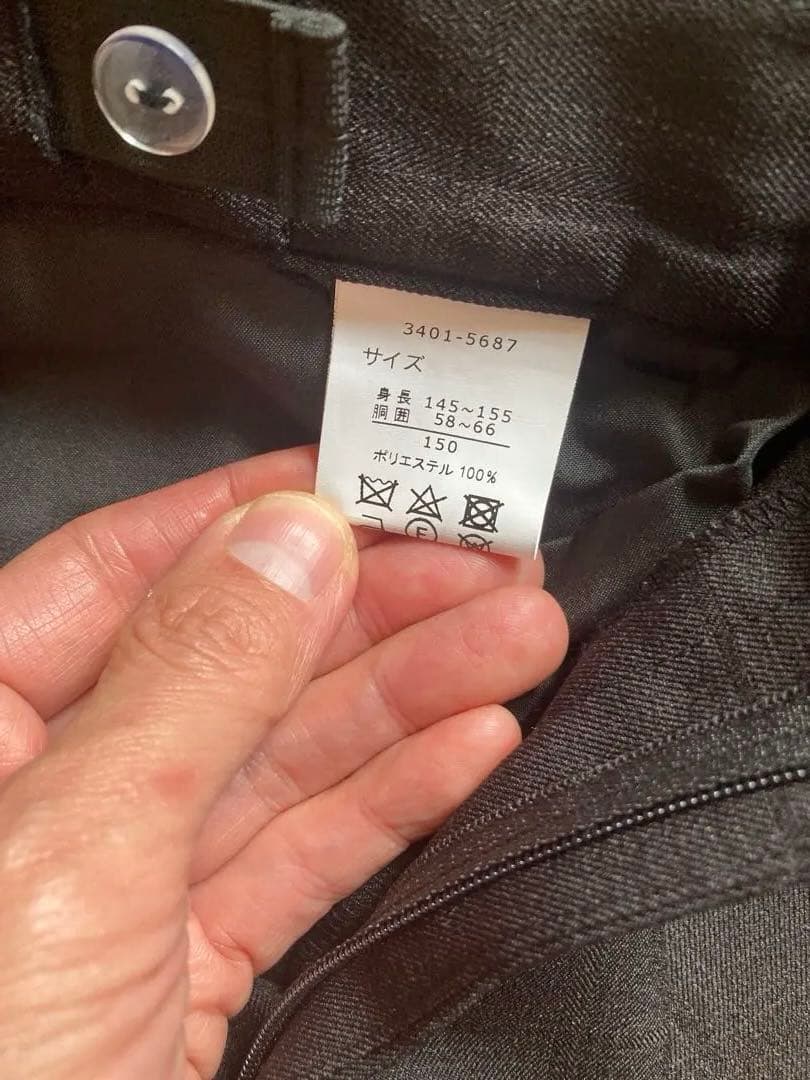 3401-5687
サイズ
身長 145~155
胴囲 58~66
150
ポリエステル 100%
F